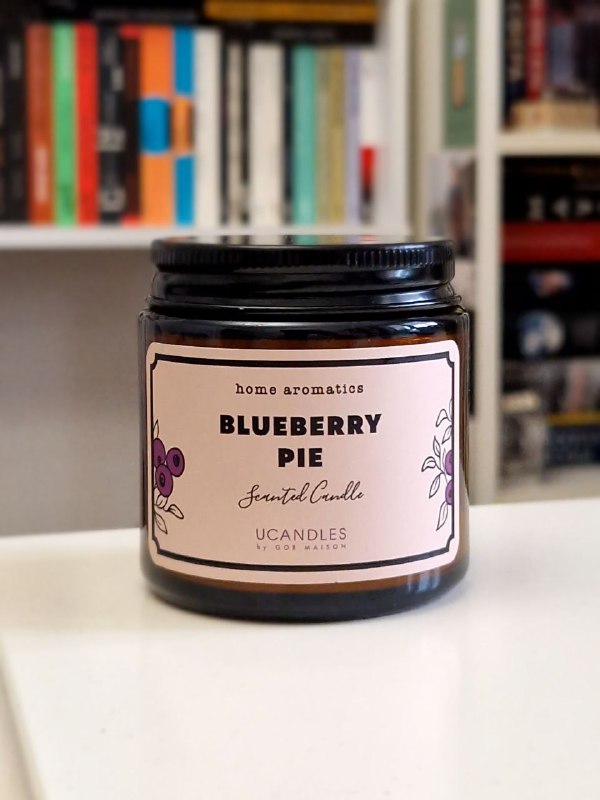 home aromatics
BLUEBERRY
PIE
Scented Candle
UCANDLES
by GOR MAISON